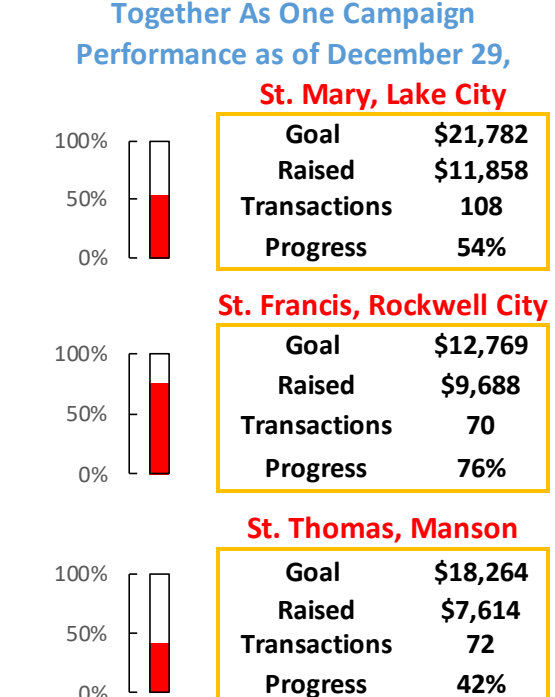 Together As One Campaign
Performance as of December 29,
St. Mary, Lake City
100%
50%
0%
Goal $21,782
Raised $11,858
Transactions 108
Progress 54%
St. Francis, Rockwell City
100%
50%
0%
Goal $12,769
Raised $9,688
Transactions 70
Progress 76%
St. Thomas, Manson
100%
50%
0%
Goal $18,264
Raised $7,614
Transactions 72
Progress 42%